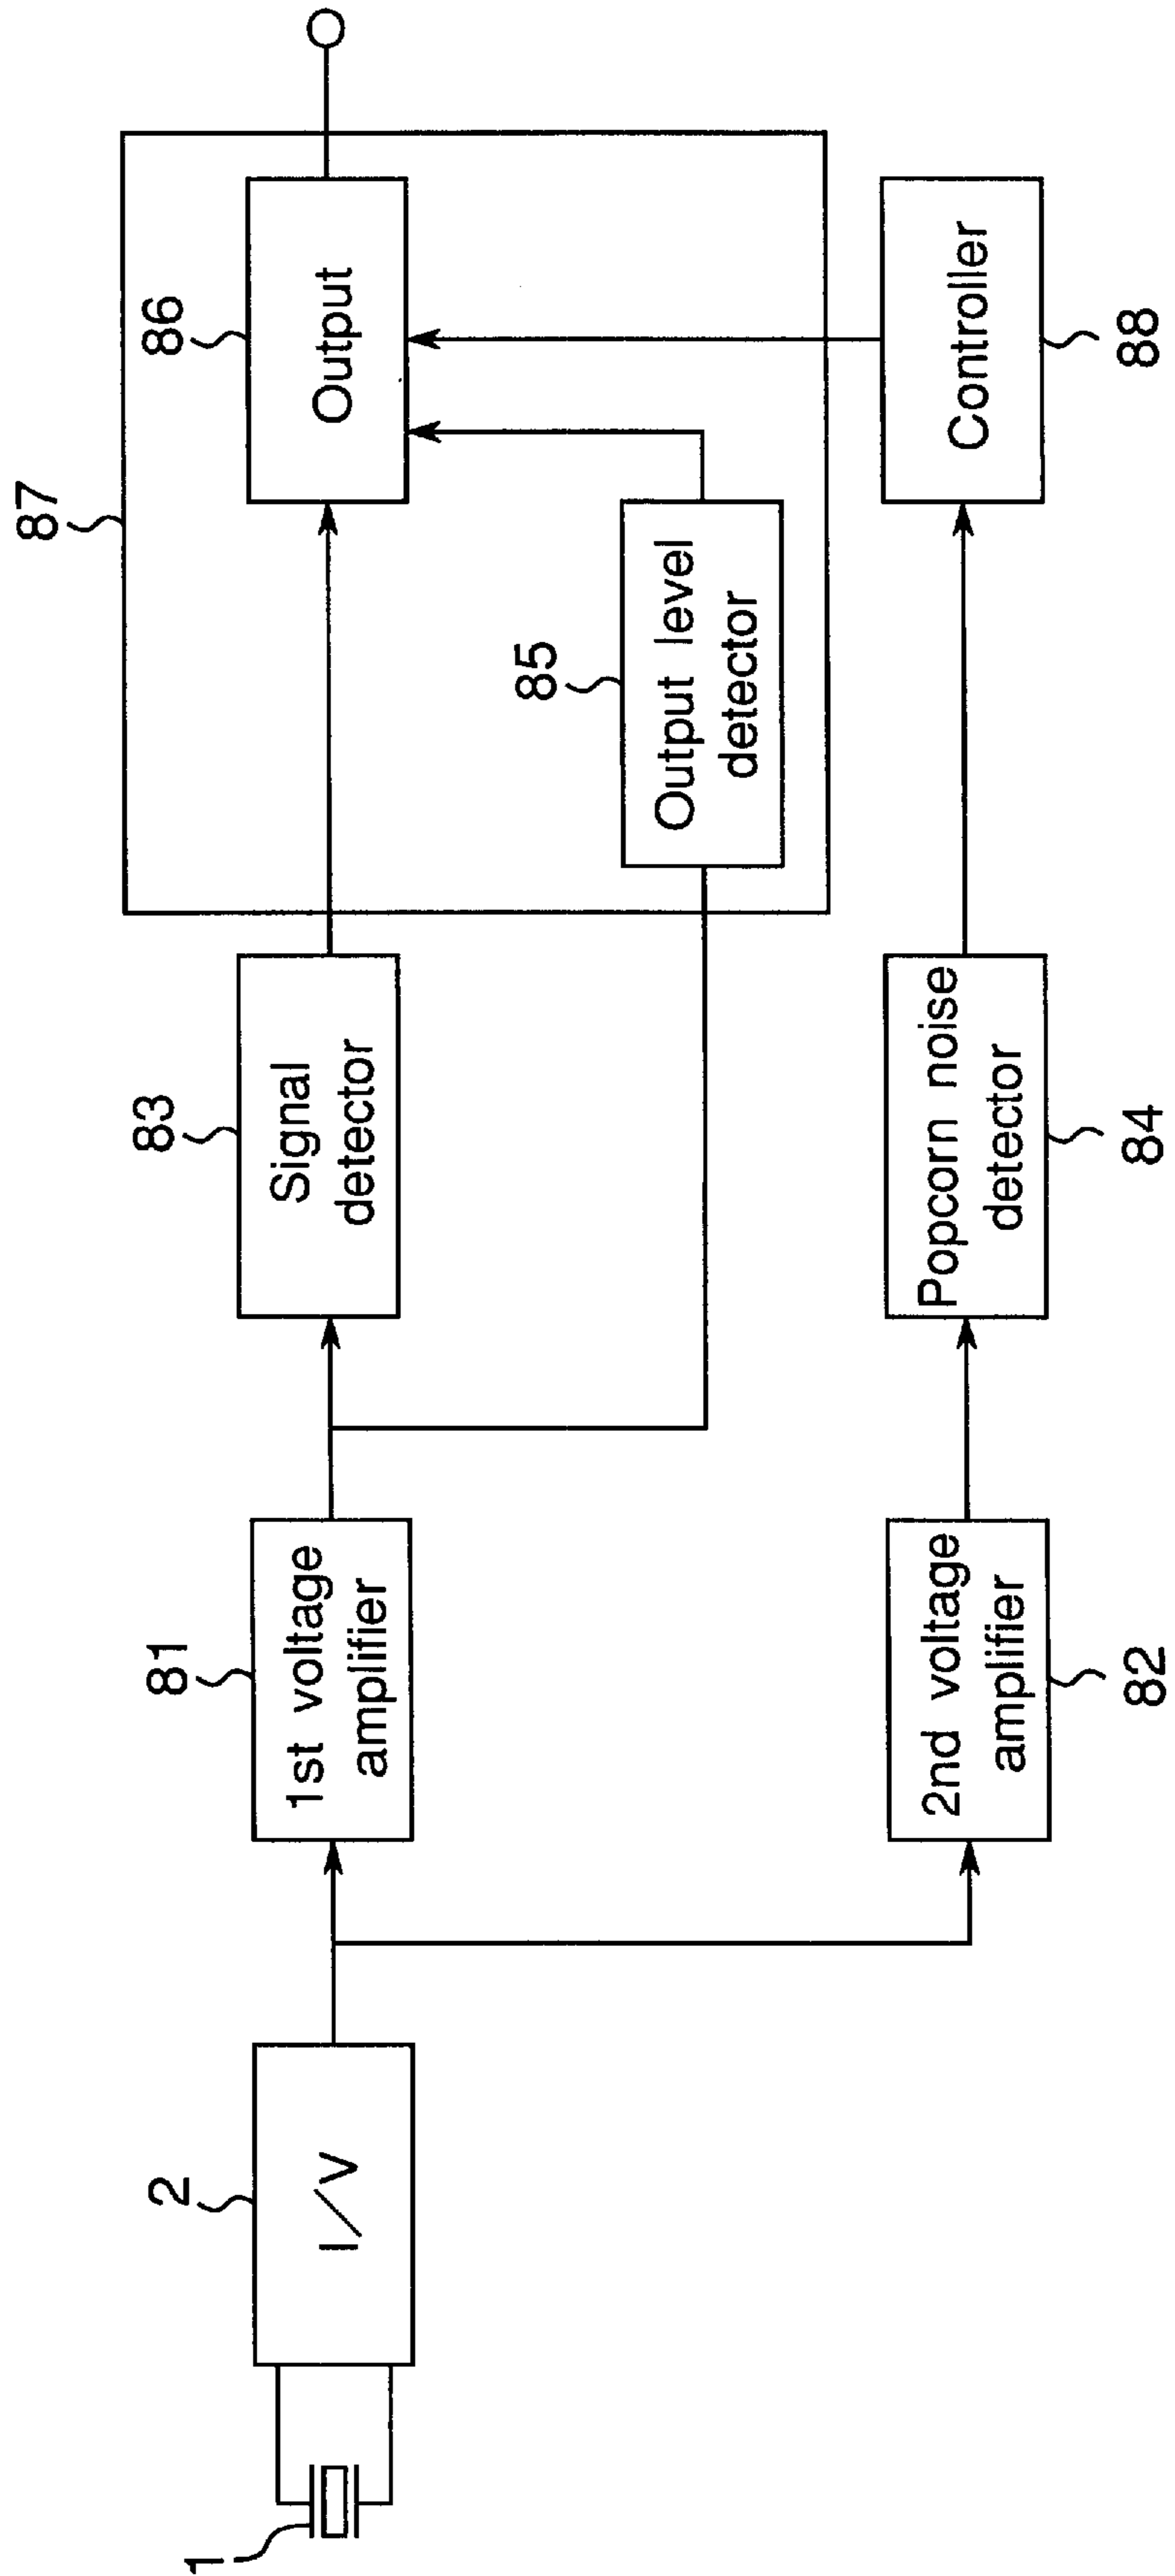 87
86
Output
83
Signal
detector
81
1st voltage
amplifier
2
I/V
1
85
Output level
detector
Controller
88
Popcorn noise
detector
84
2nd voltage
amplifier
82